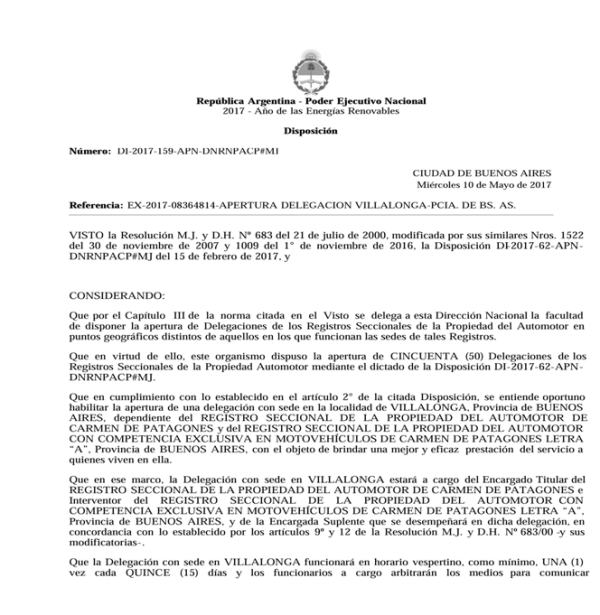 República Argentina - Poder Ejecutivo Nacional
2017 - Año de las Energías Renovables
Disposición
Número: DI-2017-159-APN-DNRNPACP#MJ
CIUDAD DE BUENOS AIRES
Miércoles 10 de Mayo de 2017
Referencia: EX-2017-08364814-APERTURA DELEGACION VILLALONGA-PCIA. DE BS. AS.
VISTO la Resolución M.J. y D.H. Nº 683 del 21 de julio de 2000, modificada por sus similares Nros. 1522
del 30 de noviembre de 2007 y 1009 del 1° de noviembre de 2016, la Disposición DI-2017-62-APN-
DNRNPACP#MJ del 15 de febrero de 2017, y
CONSIDERANDO:
Que por el Capítulo III de la norma citada en el Visto se delega a esta Dirección Nacional la facultad
de disponer la apertura de Delegaciones de los Registros Seccionales de la Propiedad del Automotor en
puntos geográficos distintos de aquellos en los que funcionan las sedes de tales Registros.
Que en virtud de ello, este organismo dispuso la apertura de CINCUENTA (50) Delegaciones de los
Registros Seccionales de la Propiedad Automotor mediante el dictado de la Disposición DI-2017-62-APN-
DNRNPACP#MJ.
Que en cumplimiento con lo establecido en el artículo 2° de la citada Disposición, se entiende oportuno
habilitar la apertura de una delegación con sede en la localidad de VILLALONGA, Provincia de BUENOS
AIRES, dependiente del REGISTRO SECCIONAL DE LA PROPIEDAD DEL AUTOMOTOR DE
CARMEN DE PATAGONES y del REGISTRO SECCIONAL DE LA PROPIEDAD DEL AUTOMOTOR
CON COMPETENCIA EXCLUSIVA EN MOTOVEHÍCULOS DE CARMEN DE PATAGONES LETRA
“A”, Provincia de BUENOS AIRES, con el objeto de brindar una mejor y eficaz prestación del servicio a
quienes viven en ella.
Que en ese marco, la Delegación con sede en VILLALONGA estará a cargo del Encargado Titular del
REGISTRO SECCIONAL DE LA PROPIEDAD DEL AUTOMOTOR DE CARMEN DE PATAGONES e
Interventor del REGISTRO SECCIONAL DE LA PROPIEDAD DEL AUTOMOTOR CON
COMPETENCIA EXCLUSIVA EN MOTOVEHÍCULOS DE CARMEN DE PATAGONES LETRA “A”,
Provincia de BUENOS AIRES, y de la Encargada Suplente que se desempeñará en dicha delegación, en
concordancia con lo establecido por los artículos 9º y 12 de la Resolución M.J. y D.H. Nº 683/00 -y sus
modificatorias-.
Que la Delegación con sede en VILLALONGA funcionará en horario vespertino, como mínimo, UNA (1)
vez cada QUINCE (15) días y los funcionarios a cargo arbitrarán los medios para comunicar